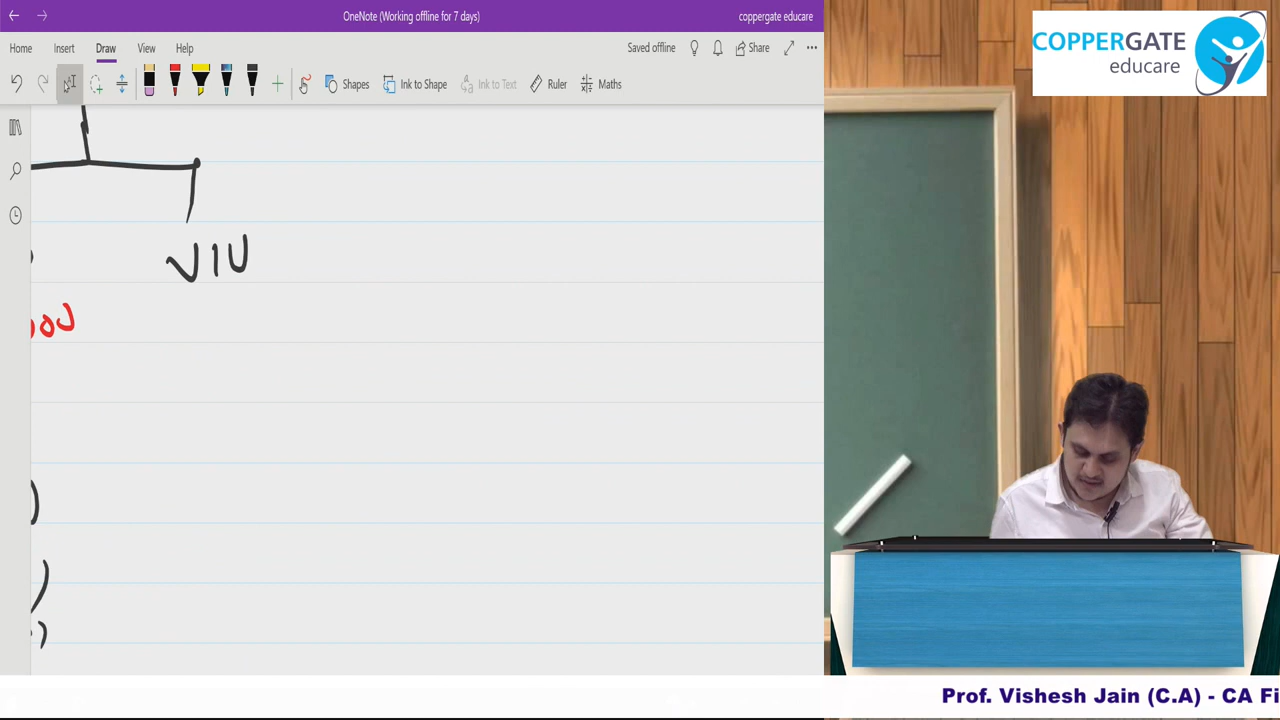 OneNote (Working offline for 7 days)
coppergate educare
Home Insert Draw View Help
Saved offline
Share
Shapes
Ink to Shape
Ink to Text
Ruler
Maths
VIU
COPPERGATE
educare
Prof. Vishesh Jain (C.A) - CA Fi